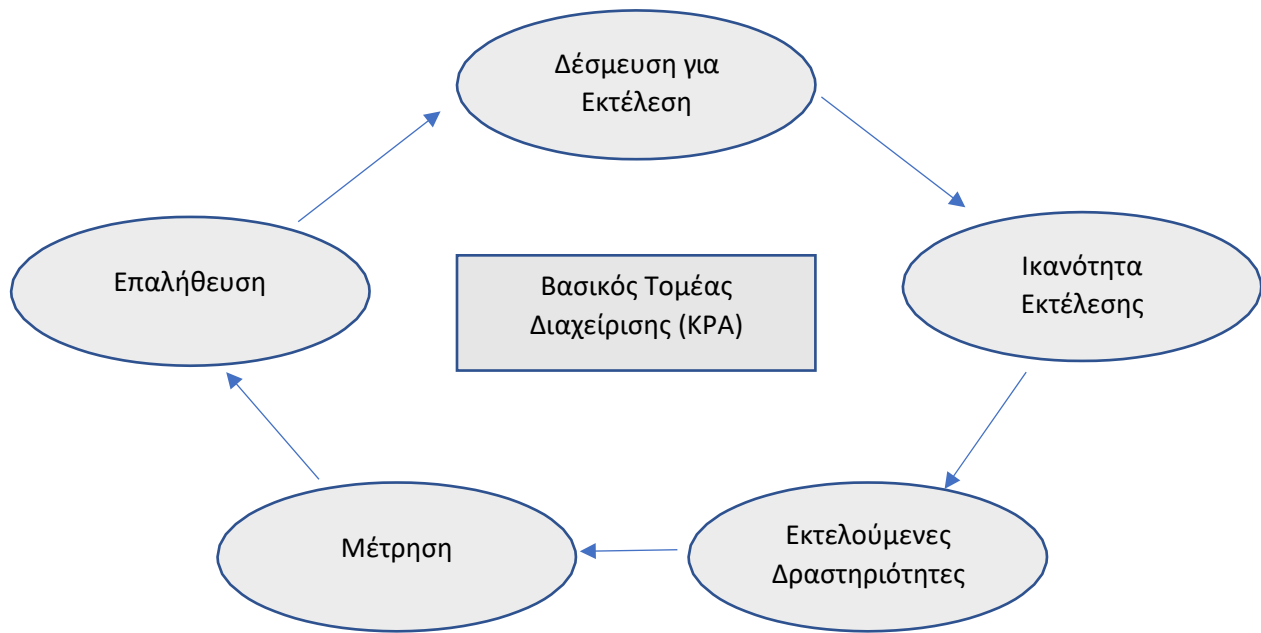 Δέσμευση για
Εκτέλεση
Επαλήθευση
Βασικός Τομέας
Διαχείρισης (KPA)
Ικανότητα
Εκτέλεσης
Μέτρηση
Εκτελούμενες
Δραστηριότητες